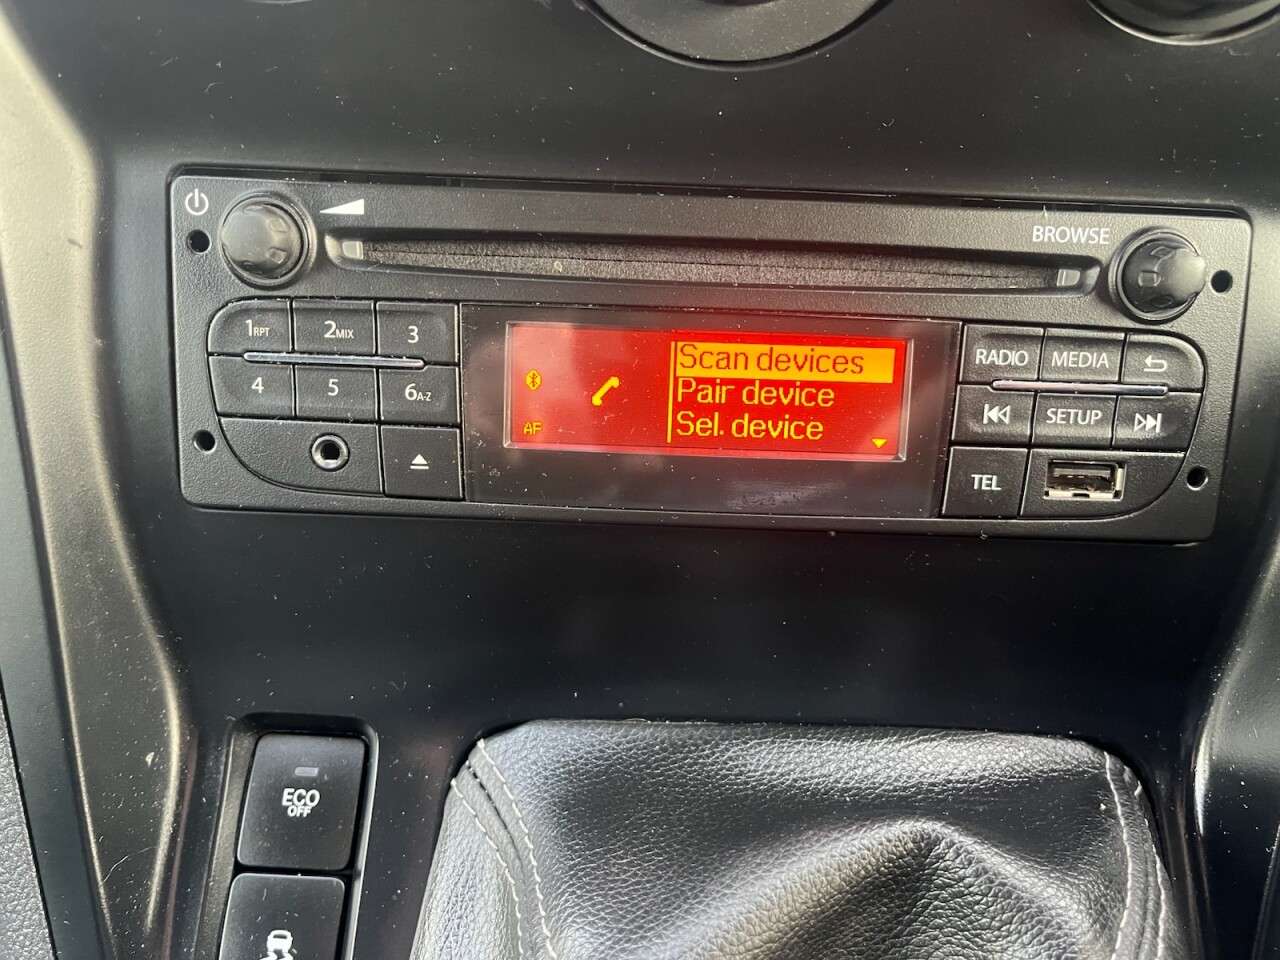 BROWSE
1RPT
2MIX
3
4
5
6A-Z
Scan devices
Pair device
Sel. device
AF
RADIO
MEDIA
SETUP
TEL
ECO
OFF